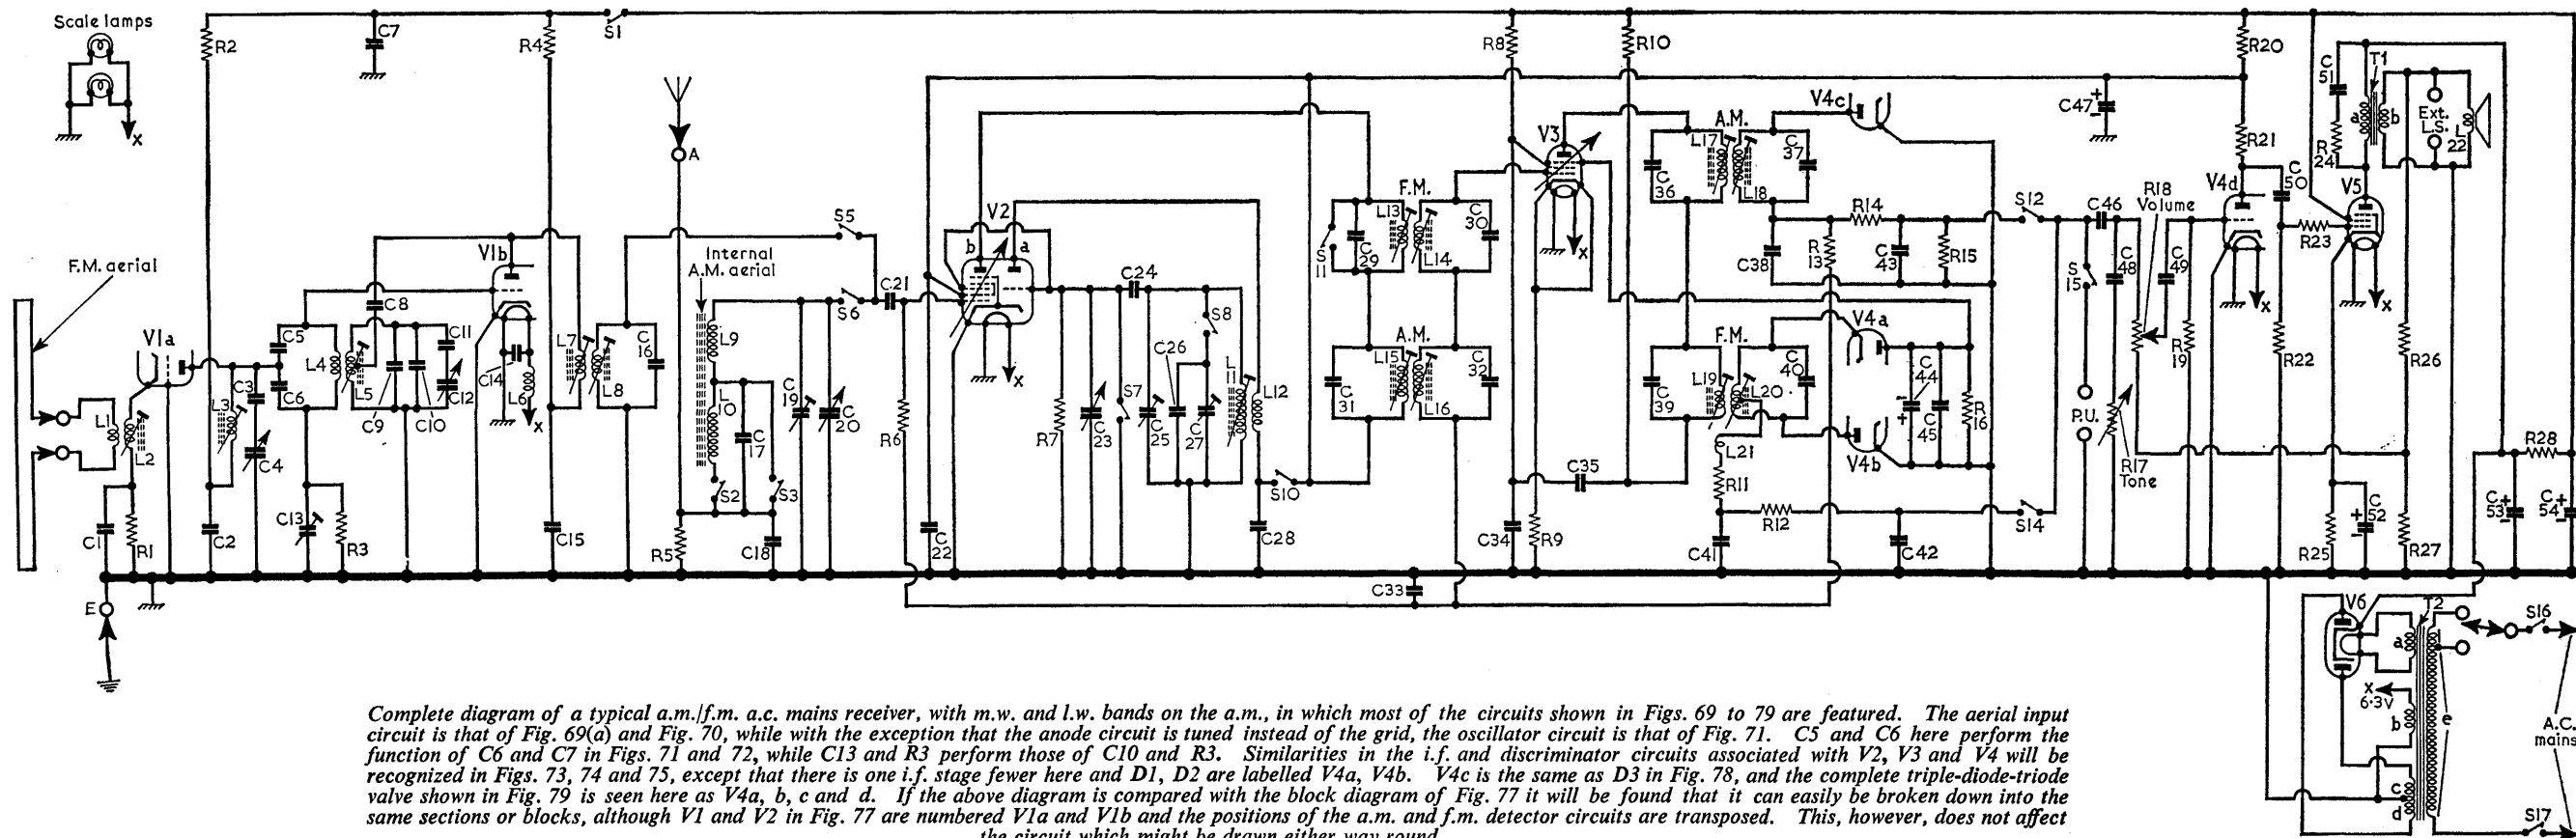 Scale lamps
X
F.M. aerial
E
L1
L2
C1
R1
V1a
R2
C2
C3
L3
C4
C5
C6
C7
L4
L5
C8
C9
C10
C11
C12
C13
R3
V1b
C14
L6
X
R4
C15
S1
L7
L8
C16
A
Internal
A.M. aerial
L9
L10
C17
S2
S3
R5
C18
C19
C20
S5
S6
C21
R6
C22
V2
b
a
X
R7
C23
C24
S7
C25
C26
C27
S8
L11
L12
C28
S10
S11
C29
F.M.
L13
L14
C30
C31
A.M.
L15
L16
C32
C33
R8
R10
V3
X
C34
R9
C35
C36
A.M.
L17
L18
C37
V4c
C38
R13
R14
C43
R15
C39
F.M.
L19
L20
C40
V4a
V4b
L21
R11
R12
C41
C42
C44
+
-
C45
R16
S12
S14
S15
P.U.
C46
C47
+
-
C48
R18
Volume
C49
R17
Tone
R19
V4d
X
R20
R21
C50
R22
R23
V5
X
C51
R24
T1
a
b
Ext.
L.S.
L22
R25
C52
+
-
R26
R27
R28
C53
+
-
C54
+
-
V6
T2
a
X
6·3V
b
c
d
e
S16
A.C.
mains
S17
Complete diagram of a typical a.m./f.m. a.c. mains receiver, with m.w. and l.w. bands on the a.m., in which most of the circuits shown in Figs. 69 to 79 are featured. The aerial input
circuit is that of Fig. 69(a) and Fig. 70, while with the exception that the anode circuit is tuned instead of the grid, the oscillator circuit is that of Fig. 71. C5 and C6 here perform the
function of C6 and C7 in Figs. 71 and 72, while C13 and R3 perform those of C10 and R3. Similarities in the i.f. and discriminator circuits associated with V2, V3 and V4 will be
recognized in Figs. 73, 74 and 75, except that there is one i.f. stage fewer here and D1, D2 are labelled V4a, V4b. V4c is the same as D3 in Fig. 78, and the complete triple-diode-triode
valve shown in Fig. 79 is seen here as V4a, b, c and d. If the above diagram is compared with the block diagram of Fig. 77 it will be found that it can easily be broken down into the
same sections or blocks, although V1 and V2 in Fig. 77 are numbered V1a and V1b and the positions of the a.m. and f.m. detector circuits are transposed. This, however, does not affect
the circuit which might be drawn either way round.